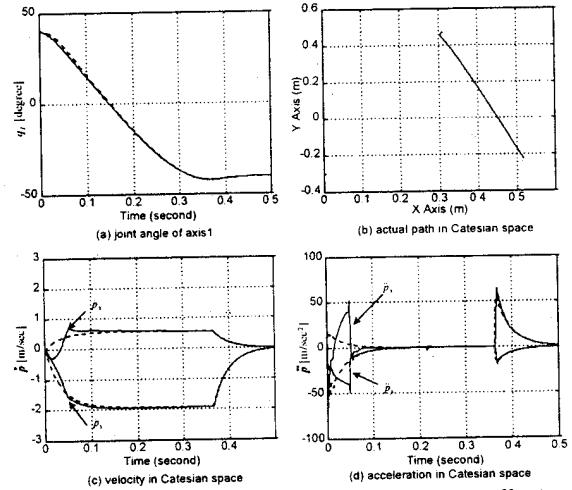 50
0
-50
q₁ [degree]
0 0.1 0.2 0.3 0.4 0.5
Time (second)
(a) joint angle of axis1
0.6
0.4
0.2
0
-0.2
-0.4
Y Axis (m)
0 0.1 0.2 0.3 0.4 0.5
X Axis (m)
(b) actual path in Catesian space
3
2
1
0
-1
-2
-3
ṗ [m/sec]
0 0.1 0.2 0.3 0.4 0.5
Time (second)
(c) velocity in Catesian space
100
50
0
-50
-100
p̈ [m/sec²]
0 0.1 0.2 0.3 0.4 0.5
Time (second)
(d) acceleration in Catesian space